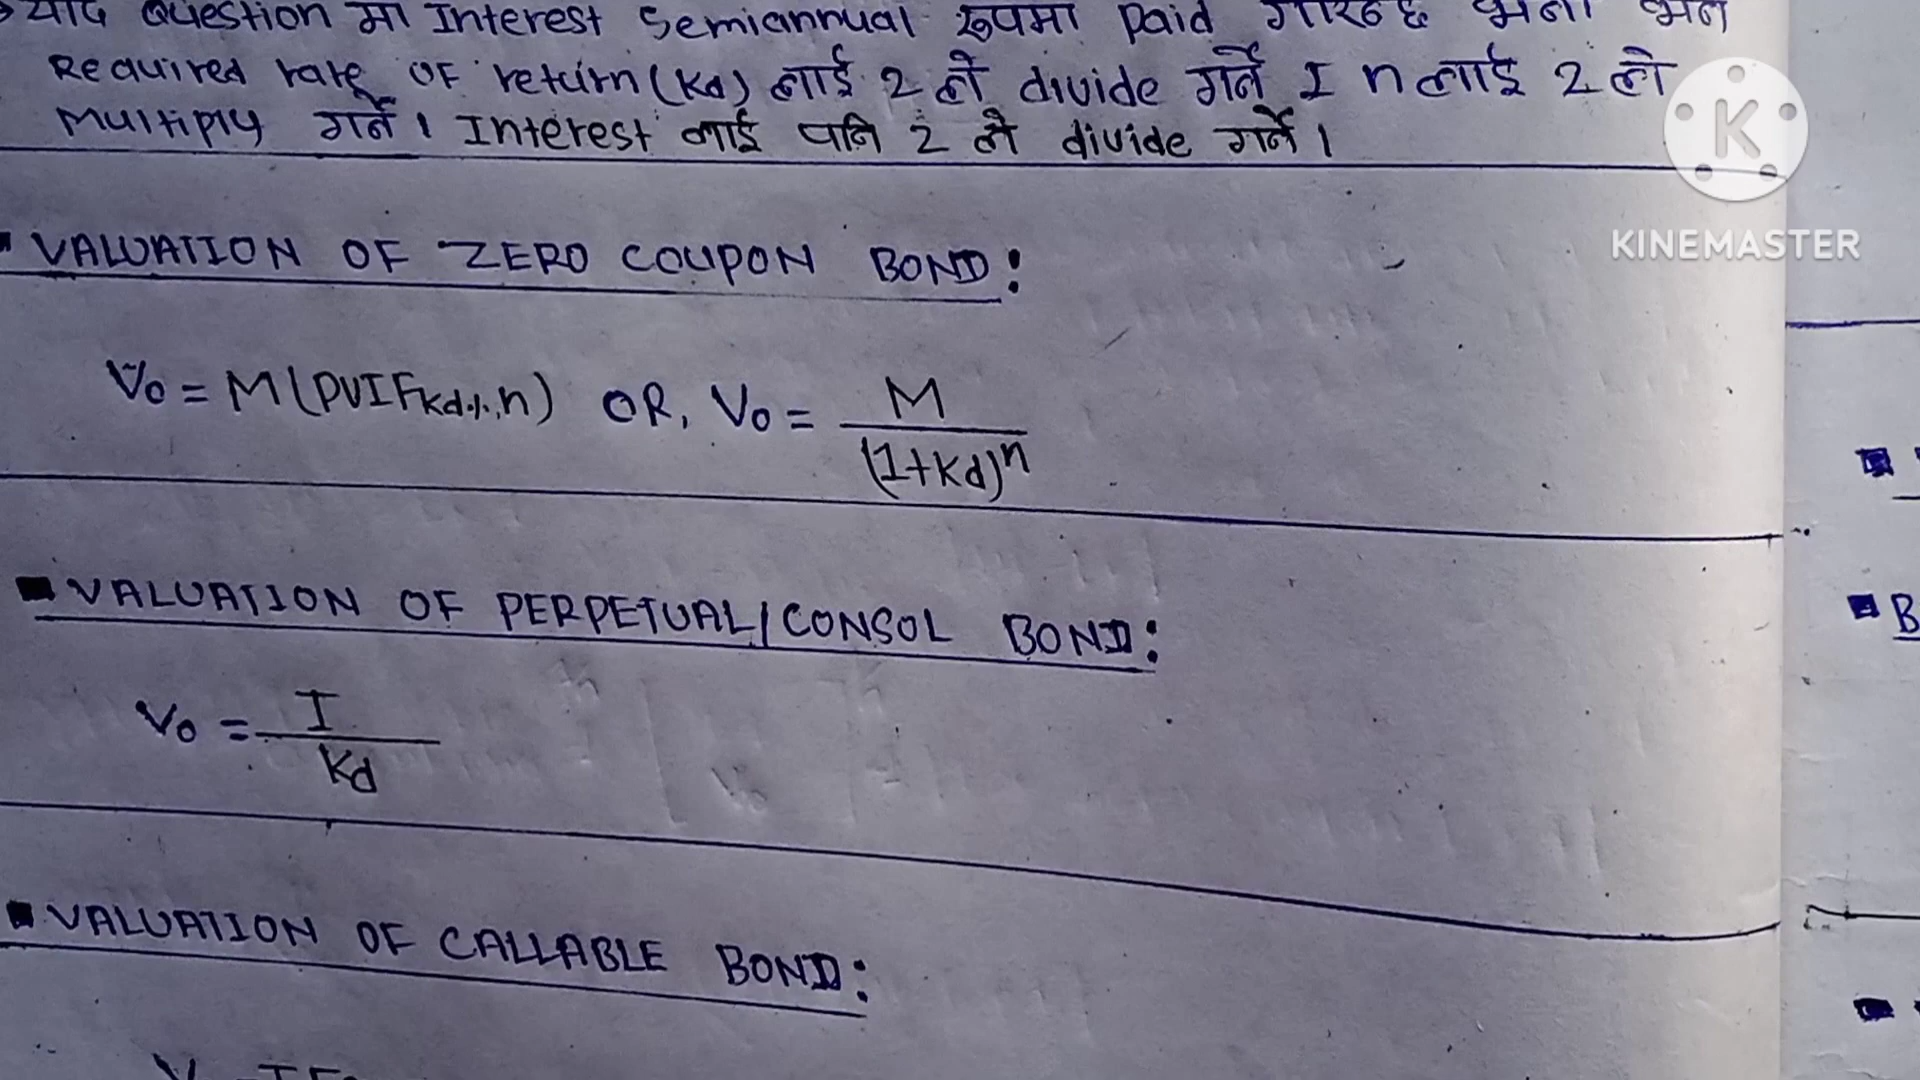 याद Question मा Interest Semiannual रूपमा Paid गरिन्छ भनी भने
Required rate OF return (Kd) लाई 2 ले divide गर्ने I n लाई 2 ले
Multiply गर्ने। Interest लाई पनि 2 ले divide गर्ने।
K
KINEMASTER
VALUATION OF ZERO COUPON BOND:
V₀ = M(PVIFkd%,n) OR, V₀ = M/(1+Kd)ⁿ
VALUATION OF PERPETUAL/CONSOL BOND:
B
V₀ = I/Kd
VALUATION OF CALLABLE BOND: